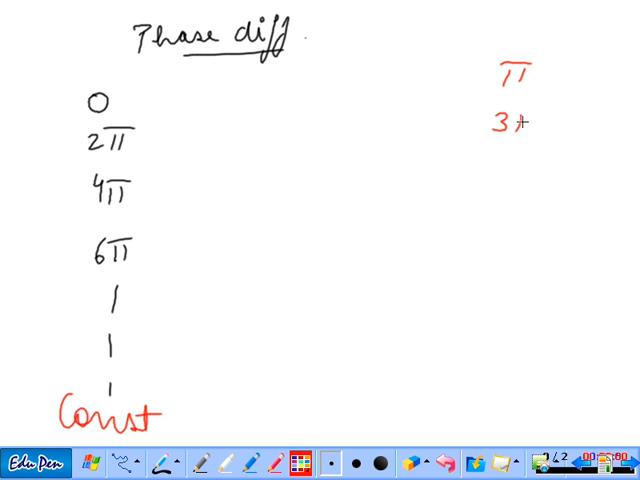 Phase diff.
0
2π
4π
6π
Const
π
3
Edu Pen